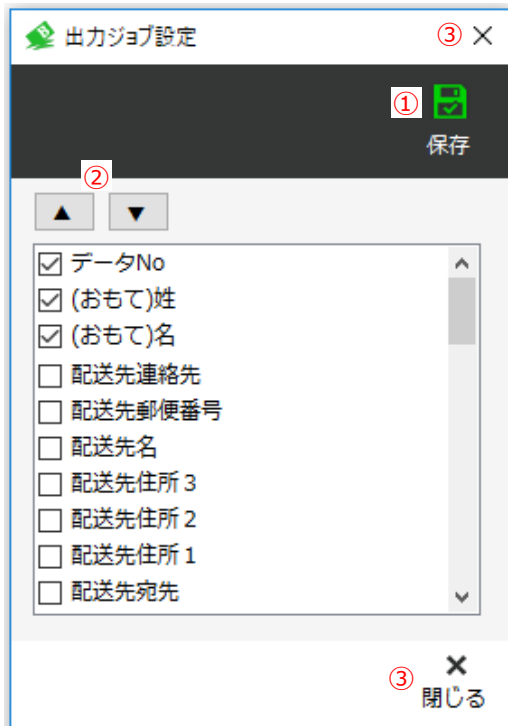 出力ジョブ設定 ③ ×
① 保存
②
▲ ▼
データNo
(おもて)姓
(おもて)名
配送先連絡先
配送先郵便番号
配送先名
配送先住所３
配送先住所２
配送先住所１
配送先宛先
③ 閉じる